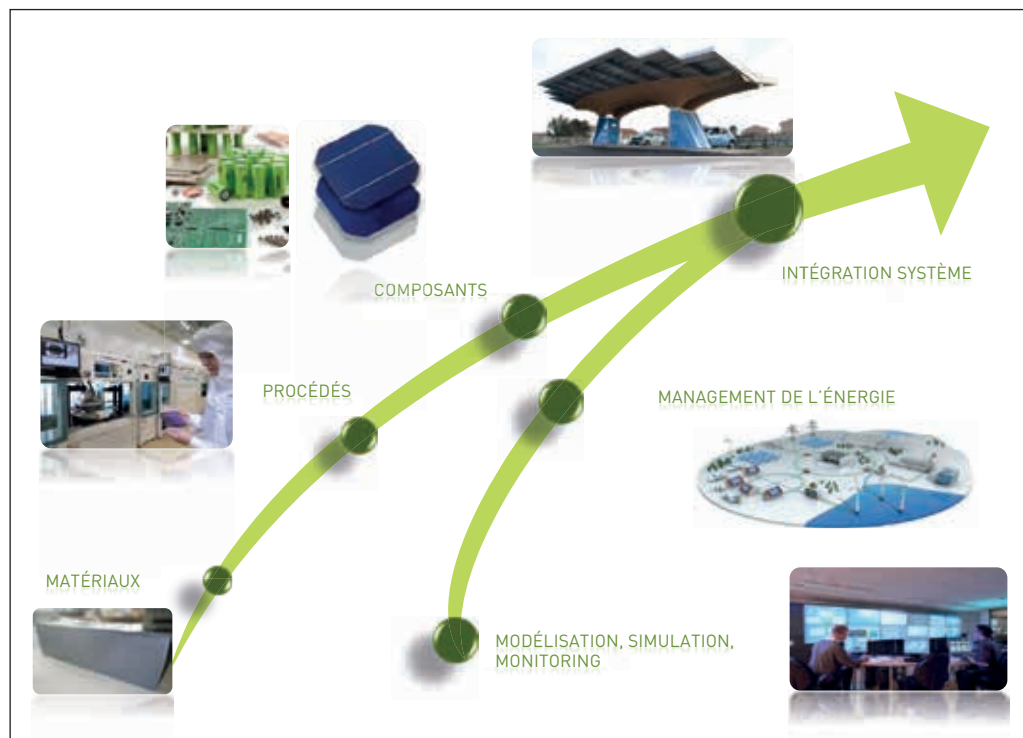 INTÉGRATION SYSTÈME
COMPOSANTS
PROCÉDÉS
MANAGEMENT DE L'ÉNERGIE
MATÉRIAUX
MODÉLISATION, SIMULATION,
MONITORING